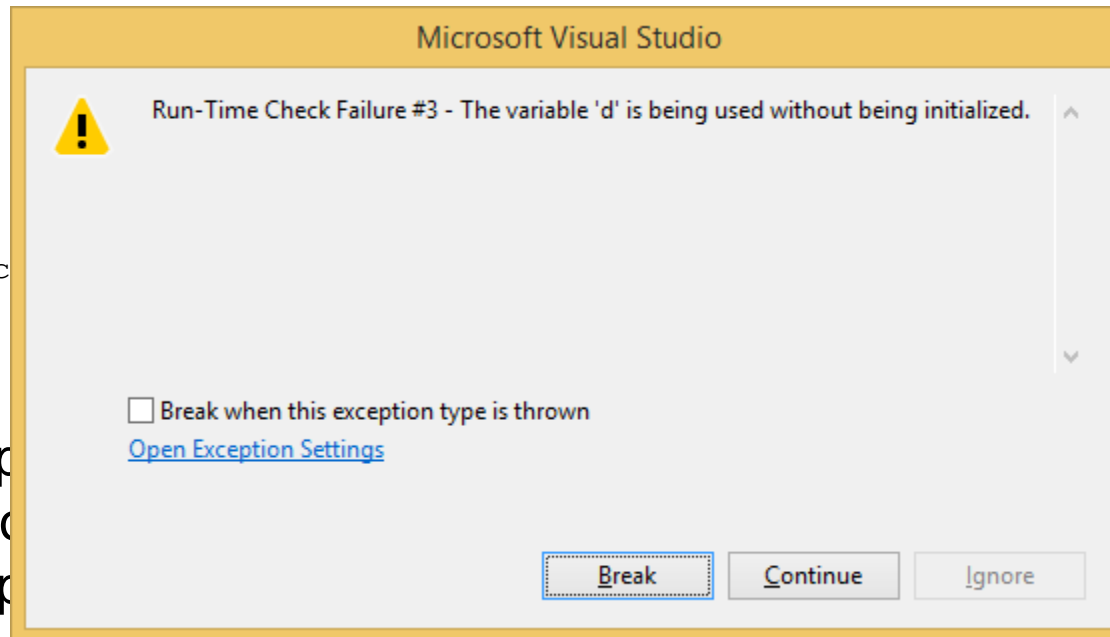 Microsoft Visual Studio
Run-Time Check Failure #3 - The variable 'd' is being used without being initialized.
c
Break when this exception type is thrown
Open Exception Settings
p
Break Continue Ignore
p